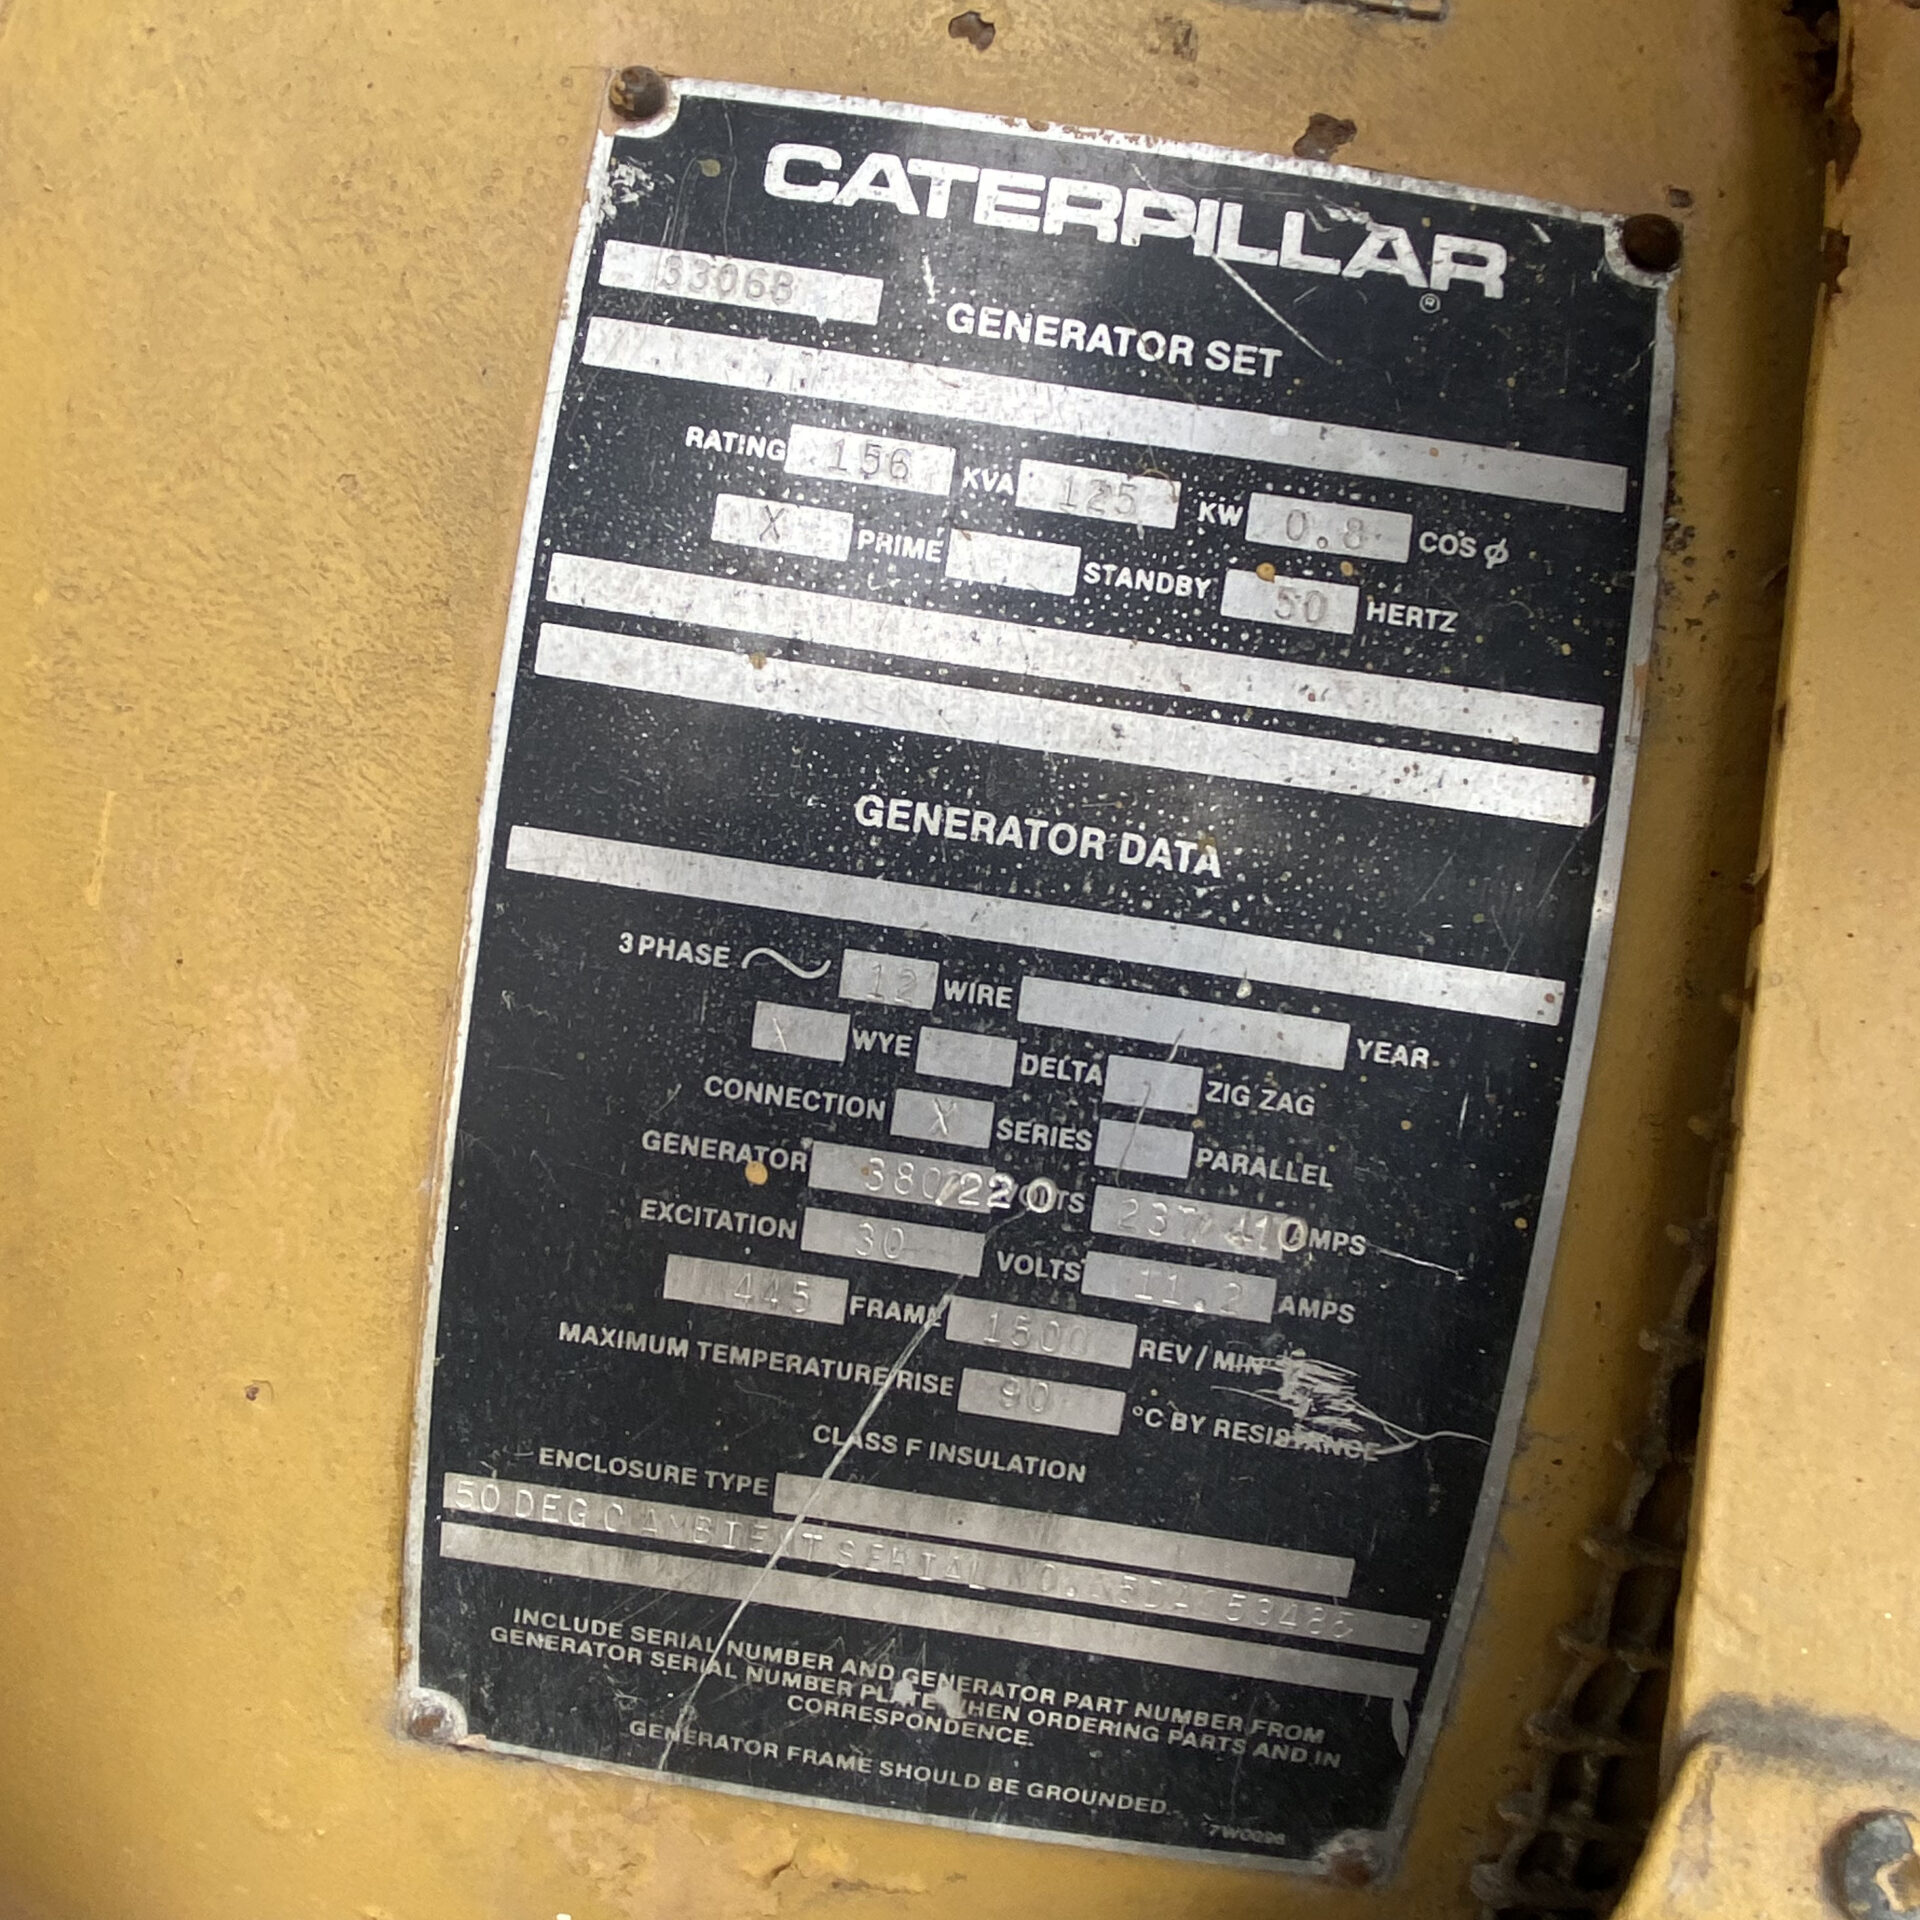 CATERPILLAR ®
3306B
GENERATOR SET
RATING 156 KVA 125 KW 0.8 COS ϕ
X PRIME STANDBY 50 HERTZ
GENERATOR DATA
3 PHASE ~ 12 WIRE YEAR
X WYE DELTA ZIG ZAG
CONNECTION X SERIES PARALLEL
GENERATOR 380/220 VOLTS 237/410 AMPS
EXCITATION 30 VOLTS 11.2 AMPS
445 FRAME 1500 REV / MIN
MAXIMUM TEMPERATURE RISE 90 °C BY RESISTANCE
CLASS F INSULATION
ENCLOSURE TYPE
50 DEG C AMBIENT SERIAL NO.
INCLUDE SERIAL NUMBER AND GENERATOR PART NUMBER FROM
GENERATOR SERIAL NUMBER PLATE WHEN ORDERING PARTS AND IN
CORRESPONDENCE.
GENERATOR FRAME SHOULD BE GROUNDED.